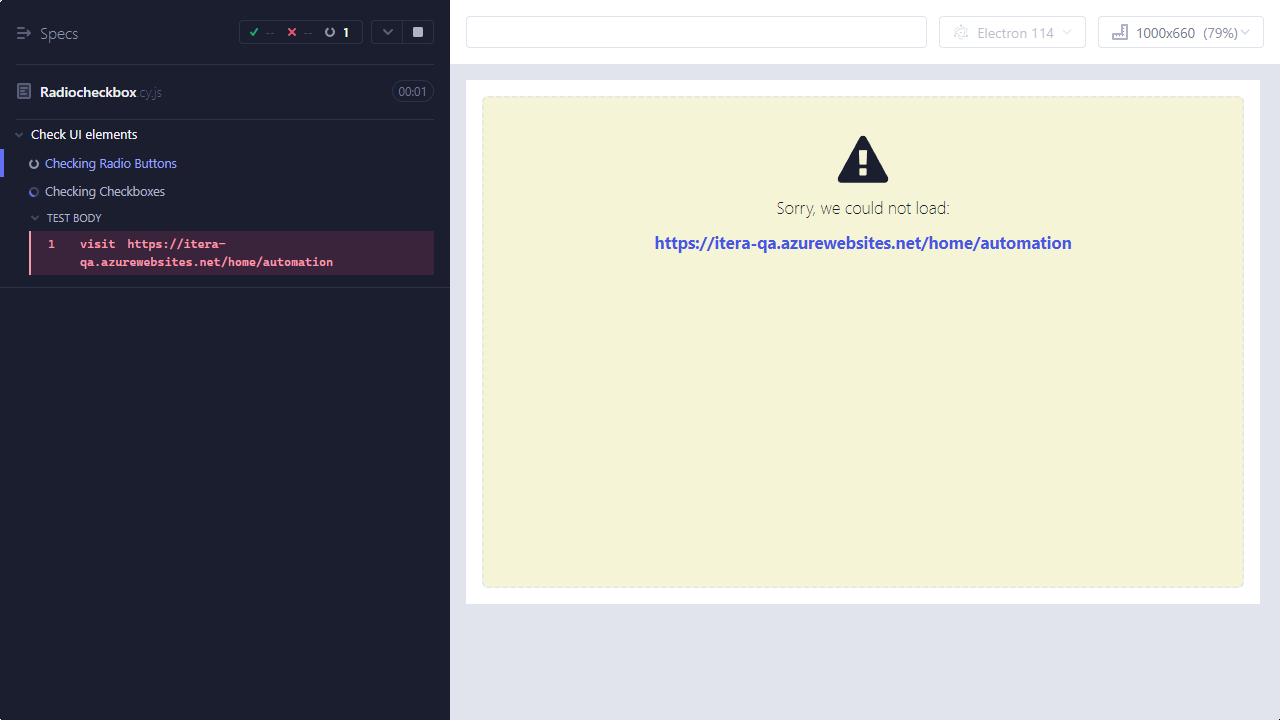 Specs
-- -- 1
Electron 114
1000x660 (79%)
Radiocheckbox.cy.js
00:01
Check UI elements
Checking Radio Buttons
Checking Checkboxes
TEST BODY
1 visit https://itera-
qa.azurewebsites.net/home/automation
Sorry, we could not load:
https://itera-qa.azurewebsites.net/home/automation